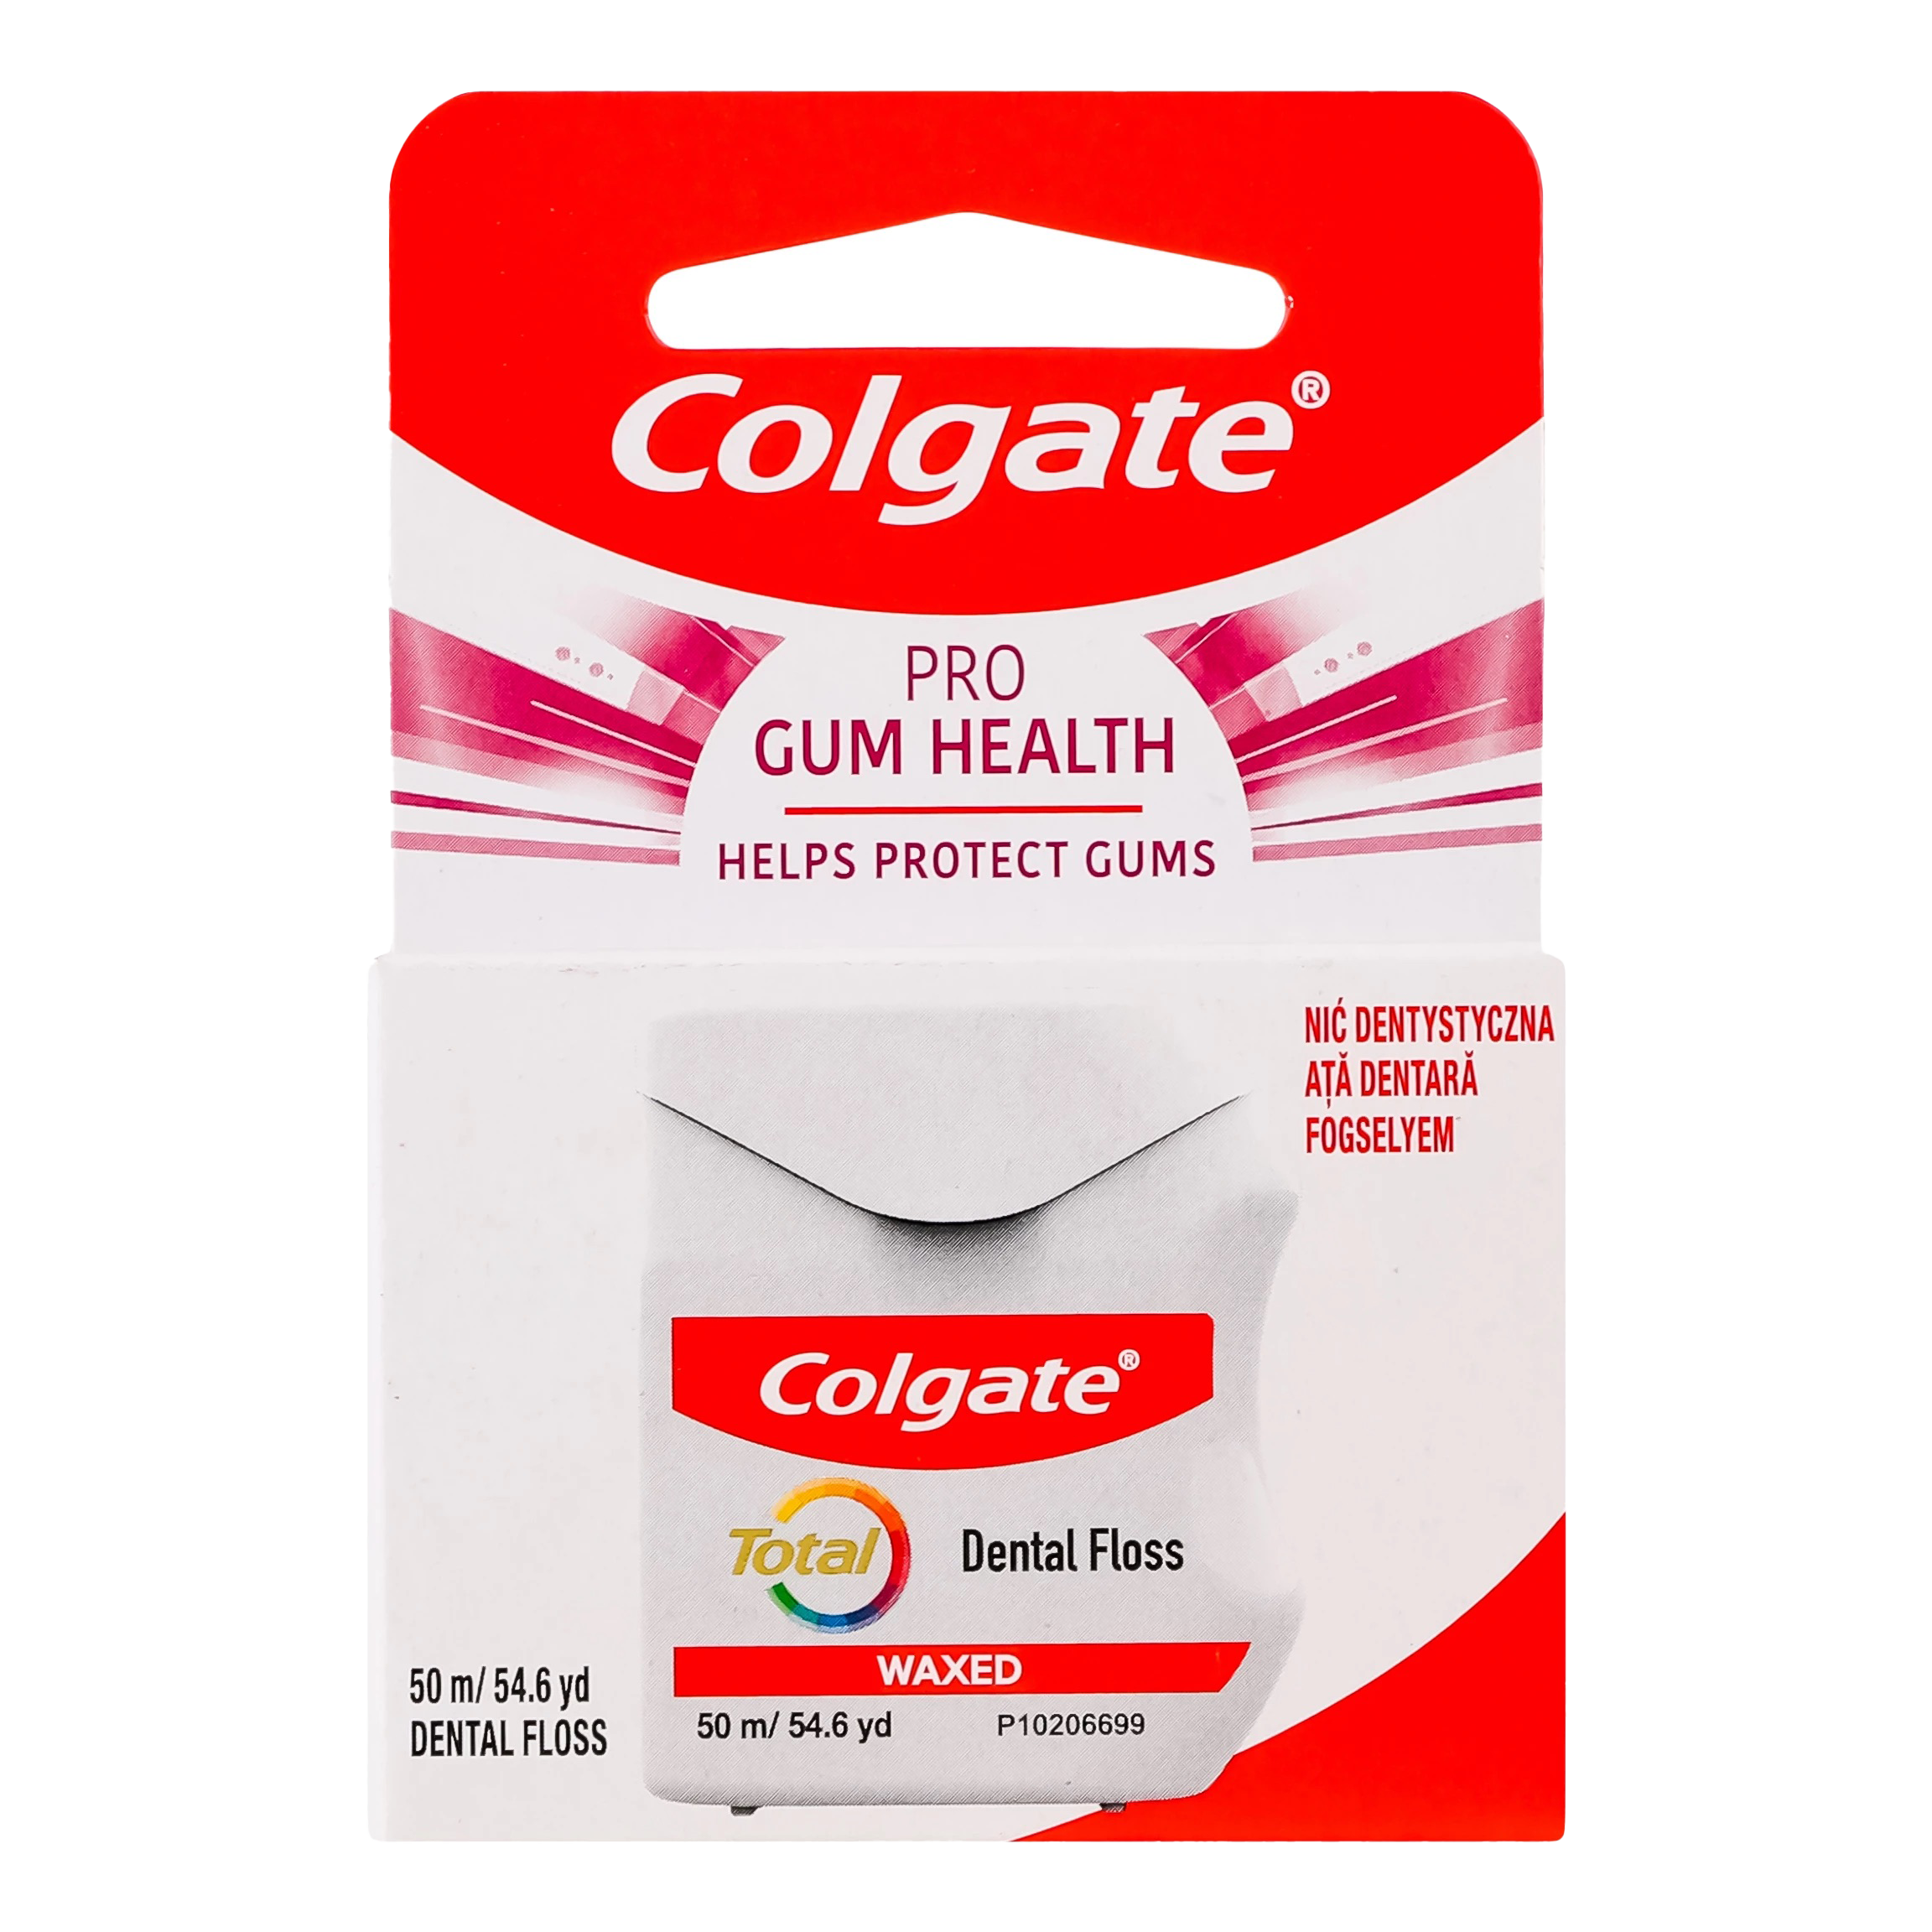 Colgate®
PRO
GUM HEALTH
HELPS PROTECT GUMS
NIĆ DENTYSTYCZNA
AȚĂ DENTARĂ
FOGSELYEM
Colgate®
Total
Dental Floss
WAXED
50 m/ 54.6 yd
P10206699
50 m/ 54.6 yd
DENTAL FLOSS